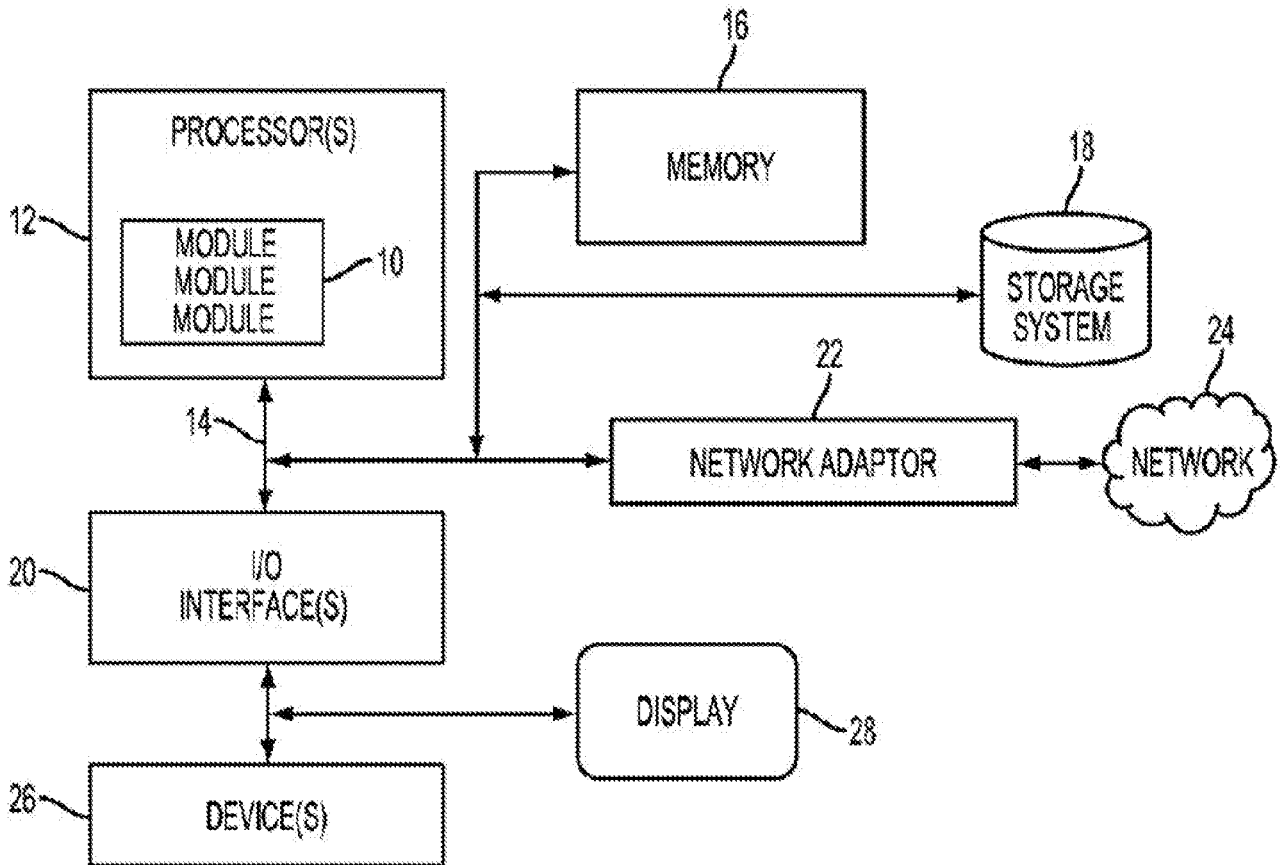 16
PROCESSOR(S)
MEMORY
18
12
MODULE
MODULE
MODULE
10
STORAGE
SYSTEM
24
22
14
NETWORK ADAPTOR
NETWORK
20
I/O
INTERFACE(S)
DISPLAY
28
26
DEVICE(S)